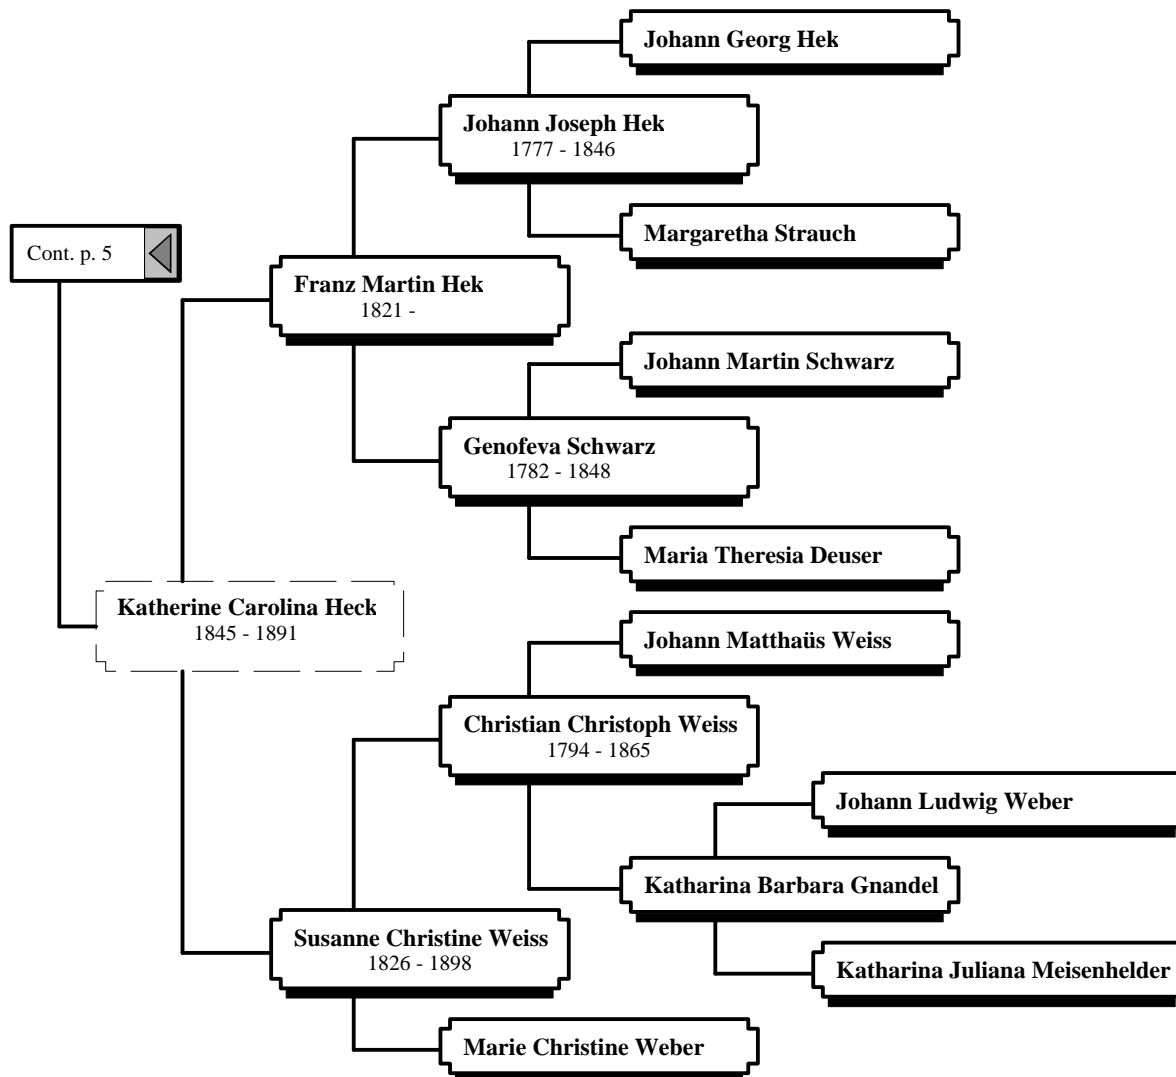 Johann Georg Hek
Johann Joseph Hek
1777 - 1846
Margaretha Strauch
Cont. p. 5
Franz Martin Hek
1821 -
Johann Martin Schwarz
Genofeva Schwarz
1782 - 1848
Maria Theresia Deuser
Katherine Carolina Heck
1845 - 1891
Johann Matthaüs Weiss
Christian Christoph Weiss
1794 - 1865
Johann Ludwig Weber
Katharina Barbara Gnandel
Susanne Christine Weiss
1826 - 1898
Katharina Juliana Meisenhelder
Marie Christine Weber